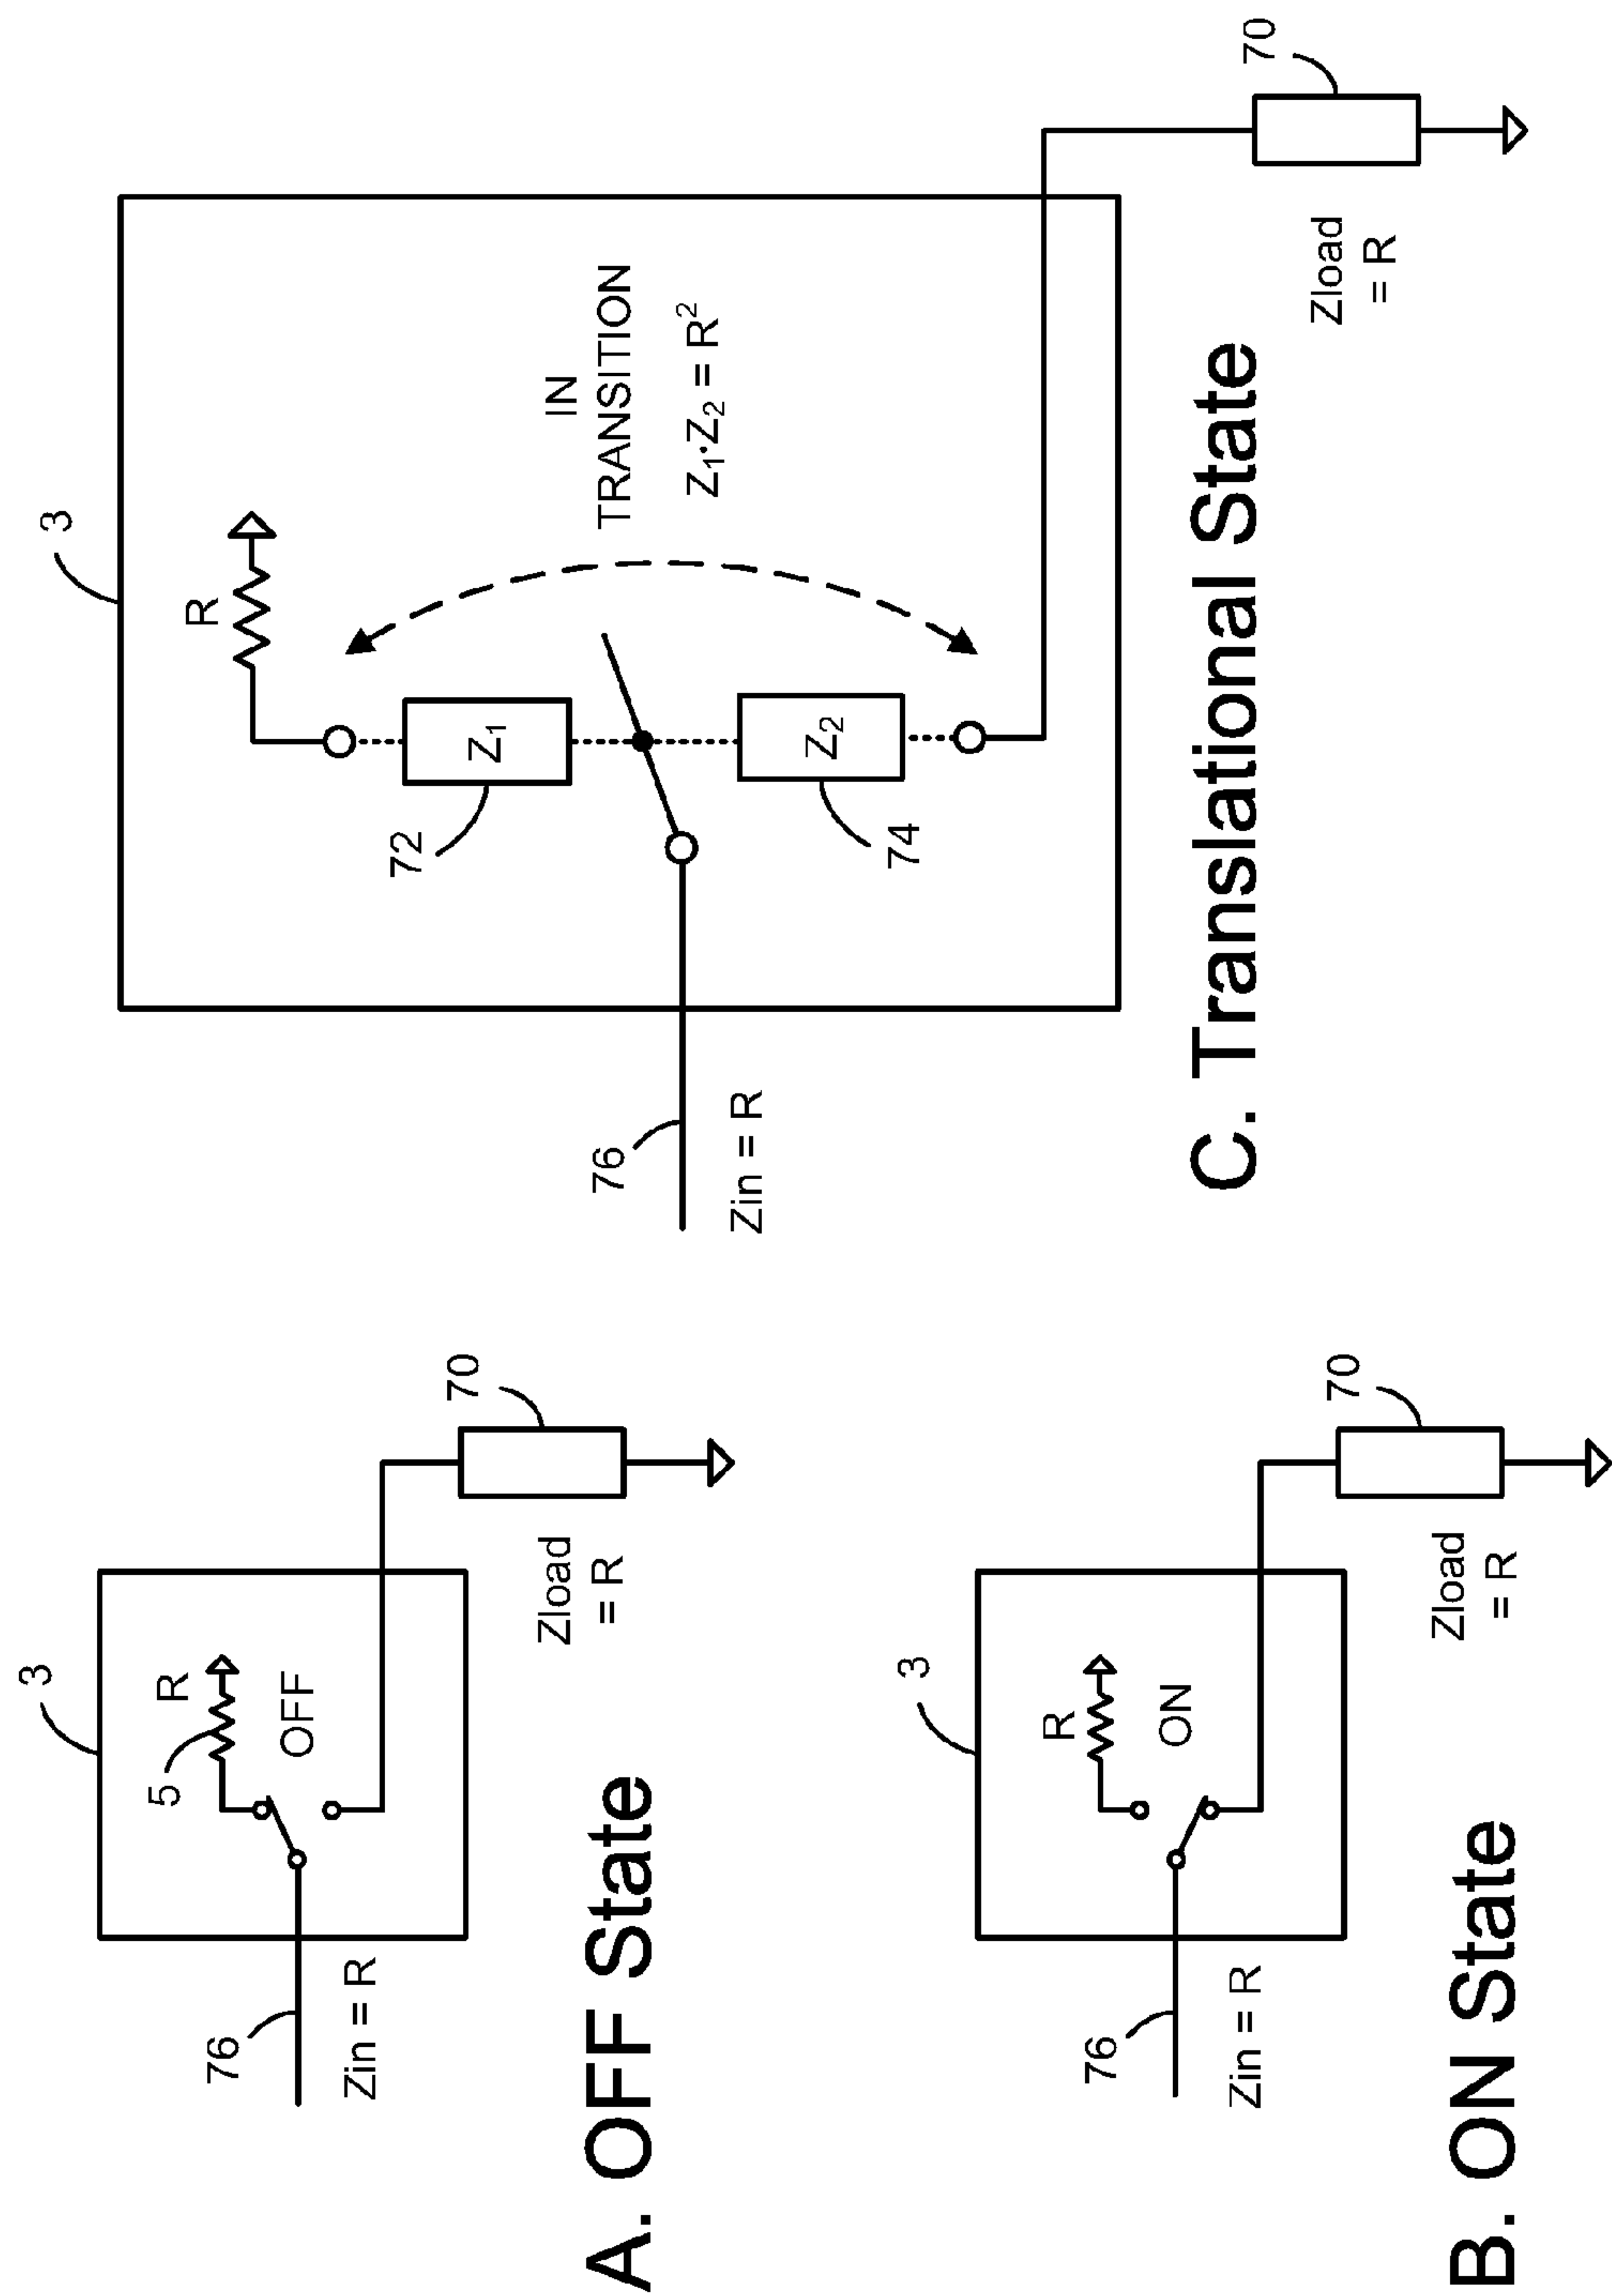 3
5
R
OFF
76
Zin = R
70
Zload
= R
A. OFF State
3
R
ON
76
Zin = R
70
Zload
= R
B. ON State
3
R
72
Z₁
IN
TRANSITION
Z₁·Z₂ = R²
74
Z₂
76
Zin = R
70
Zload
= R
C. Translational State